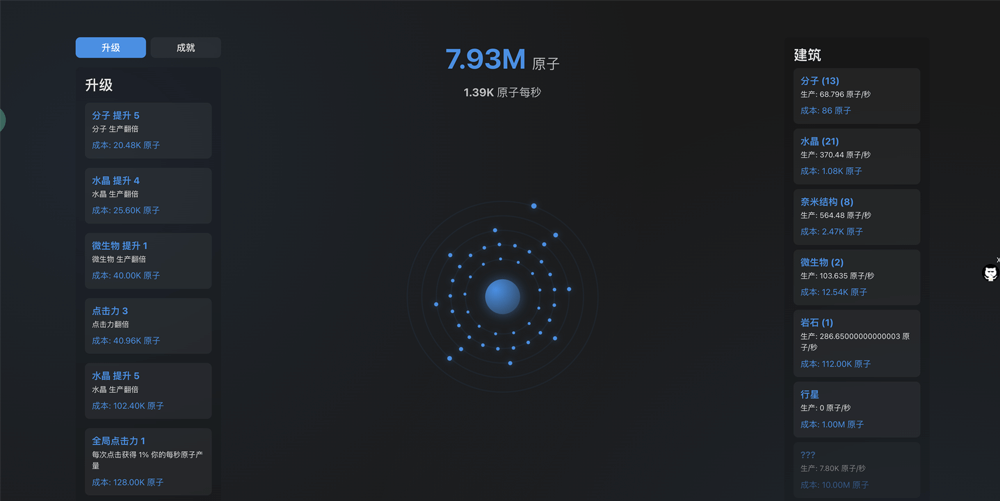 升级
成就
升级
分子 提升 5
分子 生产翻倍
成本: 20.48K 原子
水晶 提升 4
水晶 生产翻倍
成本: 25.60K 原子
微生物 提升 1
微生物 生产翻倍
成本: 40.00K 原子
点击力 3
点击力翻倍
成本: 40.96K 原子
水晶 提升 5
水晶 生产翻倍
成本: 102.40K 原子
全局点击力 1
每次点击获得 1% 你的每秒原子产
量
成本: 128.00K 原子
7.93M 原子
1.39K 原子每秒
建筑
分子 (13)
生产: 68.796 原子/秒
成本: 86 原子
水晶 (21)
生产: 370.44 原子/秒
成本: 1.08K 原子
奈米结构 (8)
生产: 564.48 原子/秒
成本: 2.47K 原子
微生物 (2)
生产: 103.635 原子/秒
成本: 12.54K 原子
岩石 (1)
生产: 286.65000000000003 原
子/秒
成本: 112.00K 原子
行星
生产: 0 原子/秒
成本: 1.00M 原子
???
生产: 7.80K 原子/秒
成本: 10.00M 原子
x